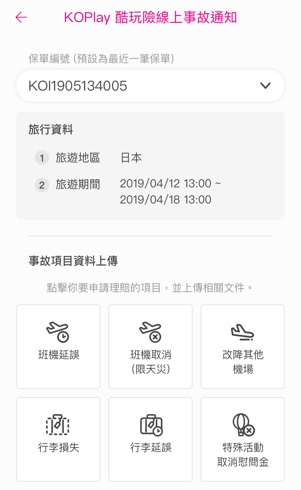 KOPlay 酷玩險線上事故通知
保單編號 (預設為最近一筆保單)
KOI1905134005
旅行資料
1 旅遊地區 日本
2 旅遊期間 2019/04/12 13:00 ~
2019/04/18 13:00
事故項目資料上傳
點擊你要申請理賠的項目，並上傳相關文件。
班機延誤
班機取消
(限天災)
改降其他
機場
行李損失
行李延誤
特殊活動
取消慰問金